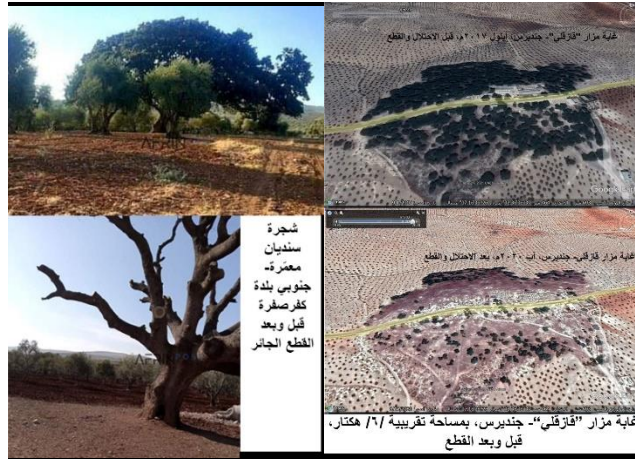 غابة مزار "قازقلي"- جنديرس، أيلول ٢٠١٧م، قبل الاحتلال والقطع
شجرة
سنديان
معمّرة-
جنوبي بلدة
كفرصفرة
قبل وبعد
القطع الجائر
غابة مزار قازقلي- جنديرس، آب ٢٠٢٠م، بعد الاحتلال والقطع
غابة مزار "قازقلي"- جنديرس، بمساحة تقريبية /٦/ هكتار،
قبل وبعد القطع